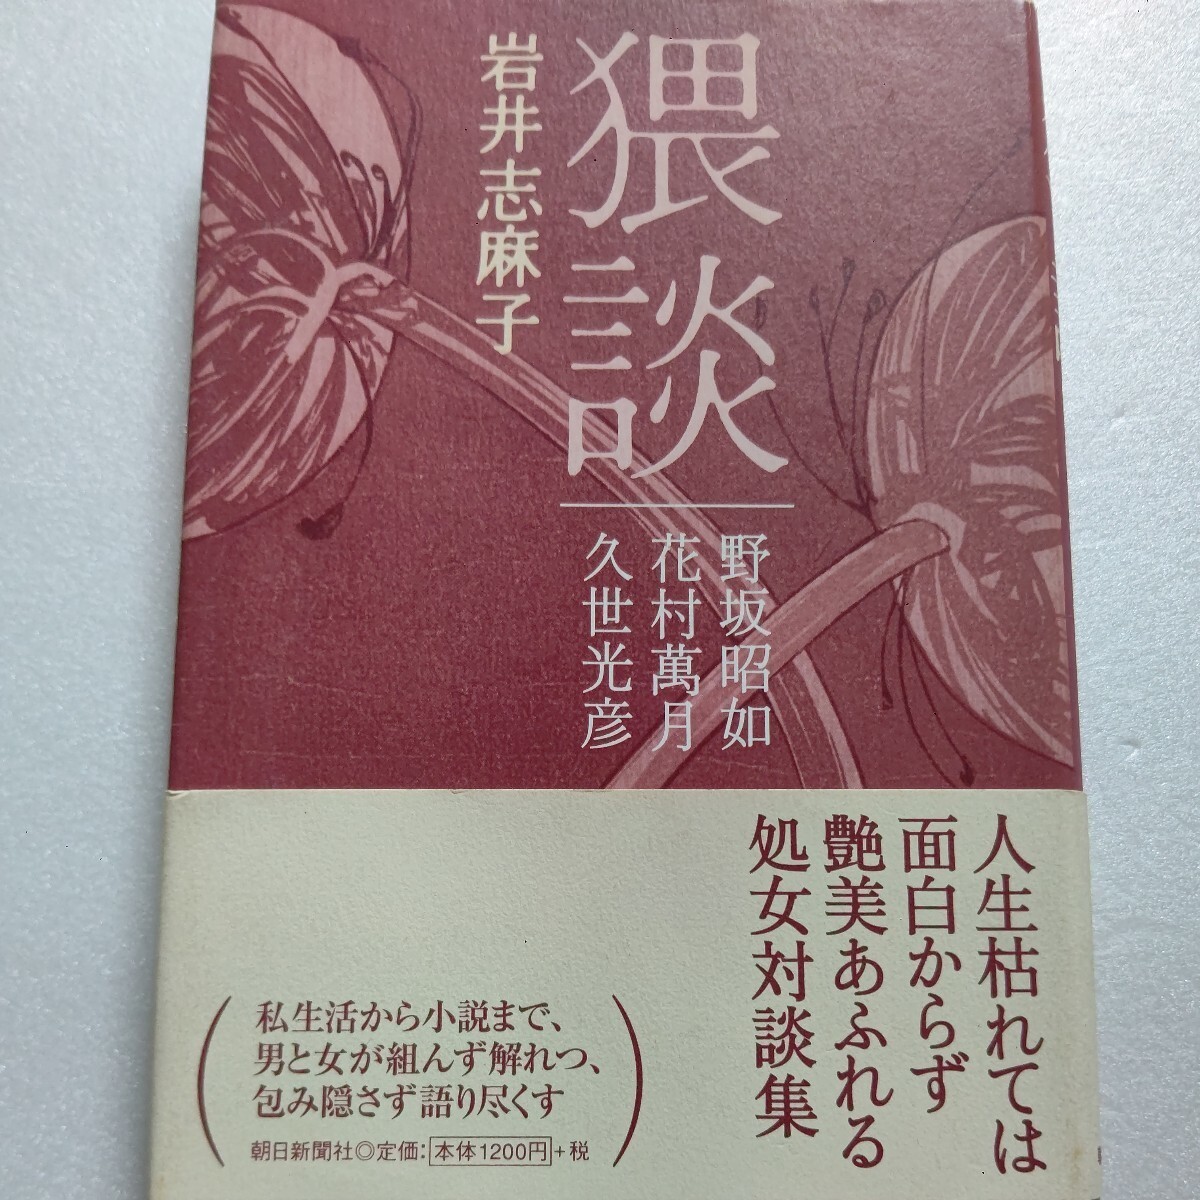 猥談
岩井志麻子
野坂昭如
花村萬月
久世光彦
人生枯れては
面白からず
艶美あふれる
処女対談集
私生活から小説まで、
男と女が組んず解れつ、
包み隠さず語り尽くす
朝日新聞社◎定価：本体1200円+税